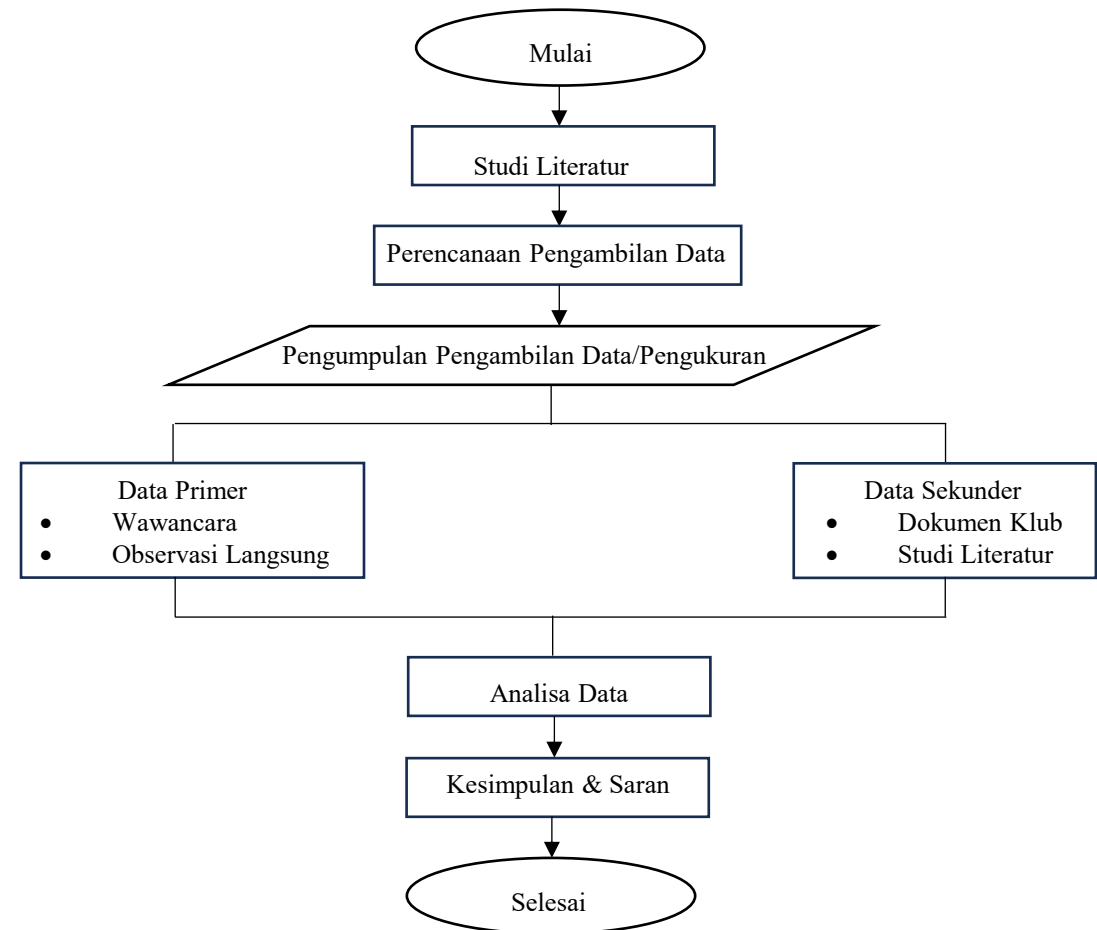 Mulai
Studi Literatur
Perencanaan Pengambilan Data
Pengumpulan Pengambilan Data/Pengukuran
Data Primer
• Wawancara
• Observasi Langsung
Data Sekunder
• Dokumen Klub
• Studi Literatur
Analisa Data
Kesimpulan & Saran
Selesai